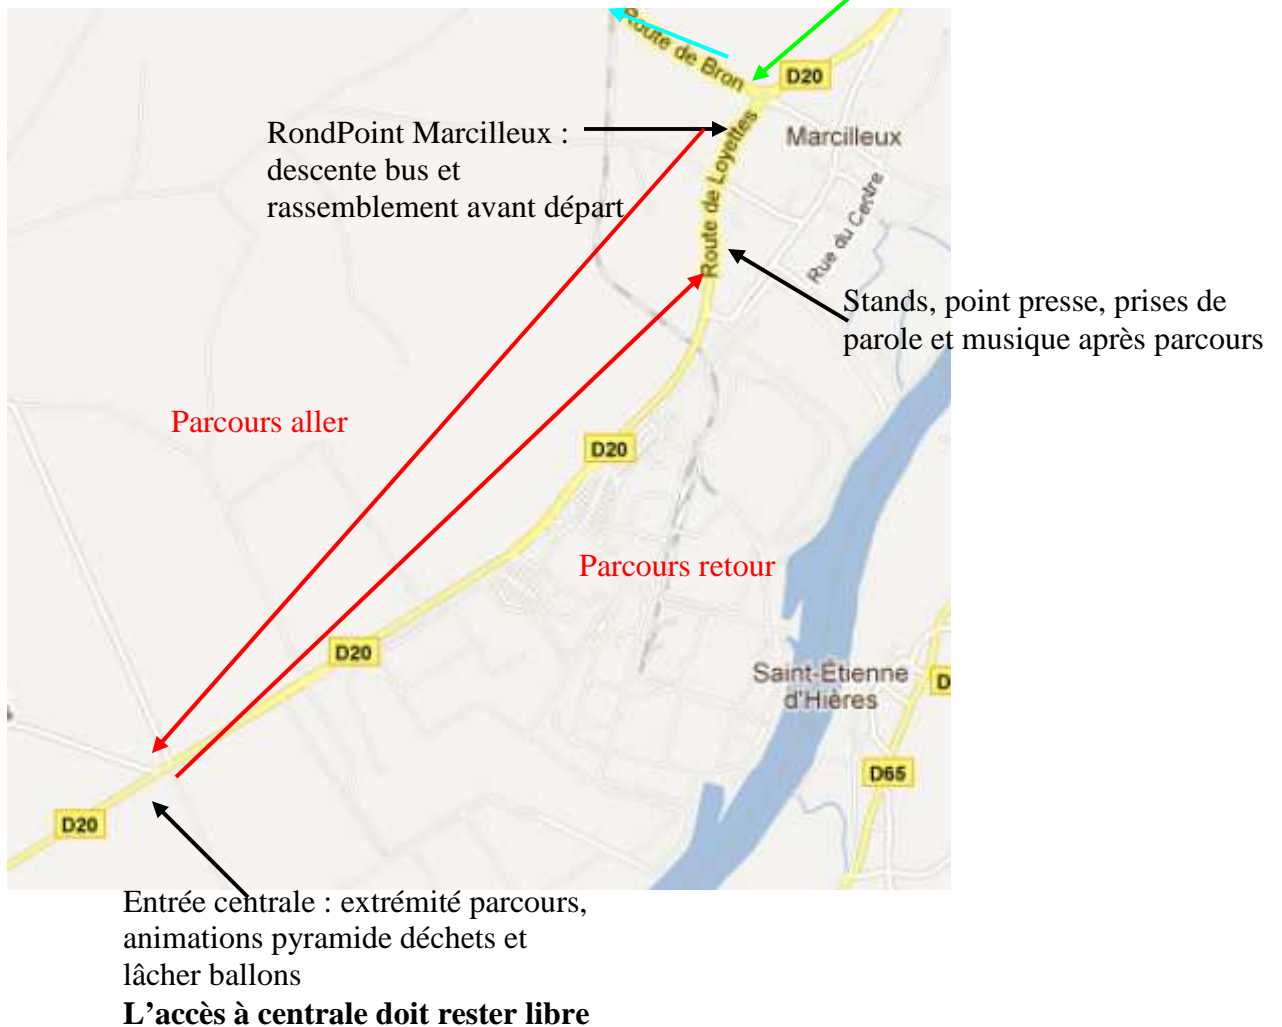 Route de Bron
D20
RondPoint Marcilleux :
descente bus et
rassemblement avant départ
Marcilleux
Route de Loyettes
Rue du Centre
Stands, point presse, prises de
parole et musique après parcours
Parcours aller
D20
Parcours retour
D20
Saint-Étienne
d'Hières
D
D65
D20
Entrée centrale : extrémité parcours,
animations pyramide déchets et
lâcher ballons
L'accès à centrale doit rester libre